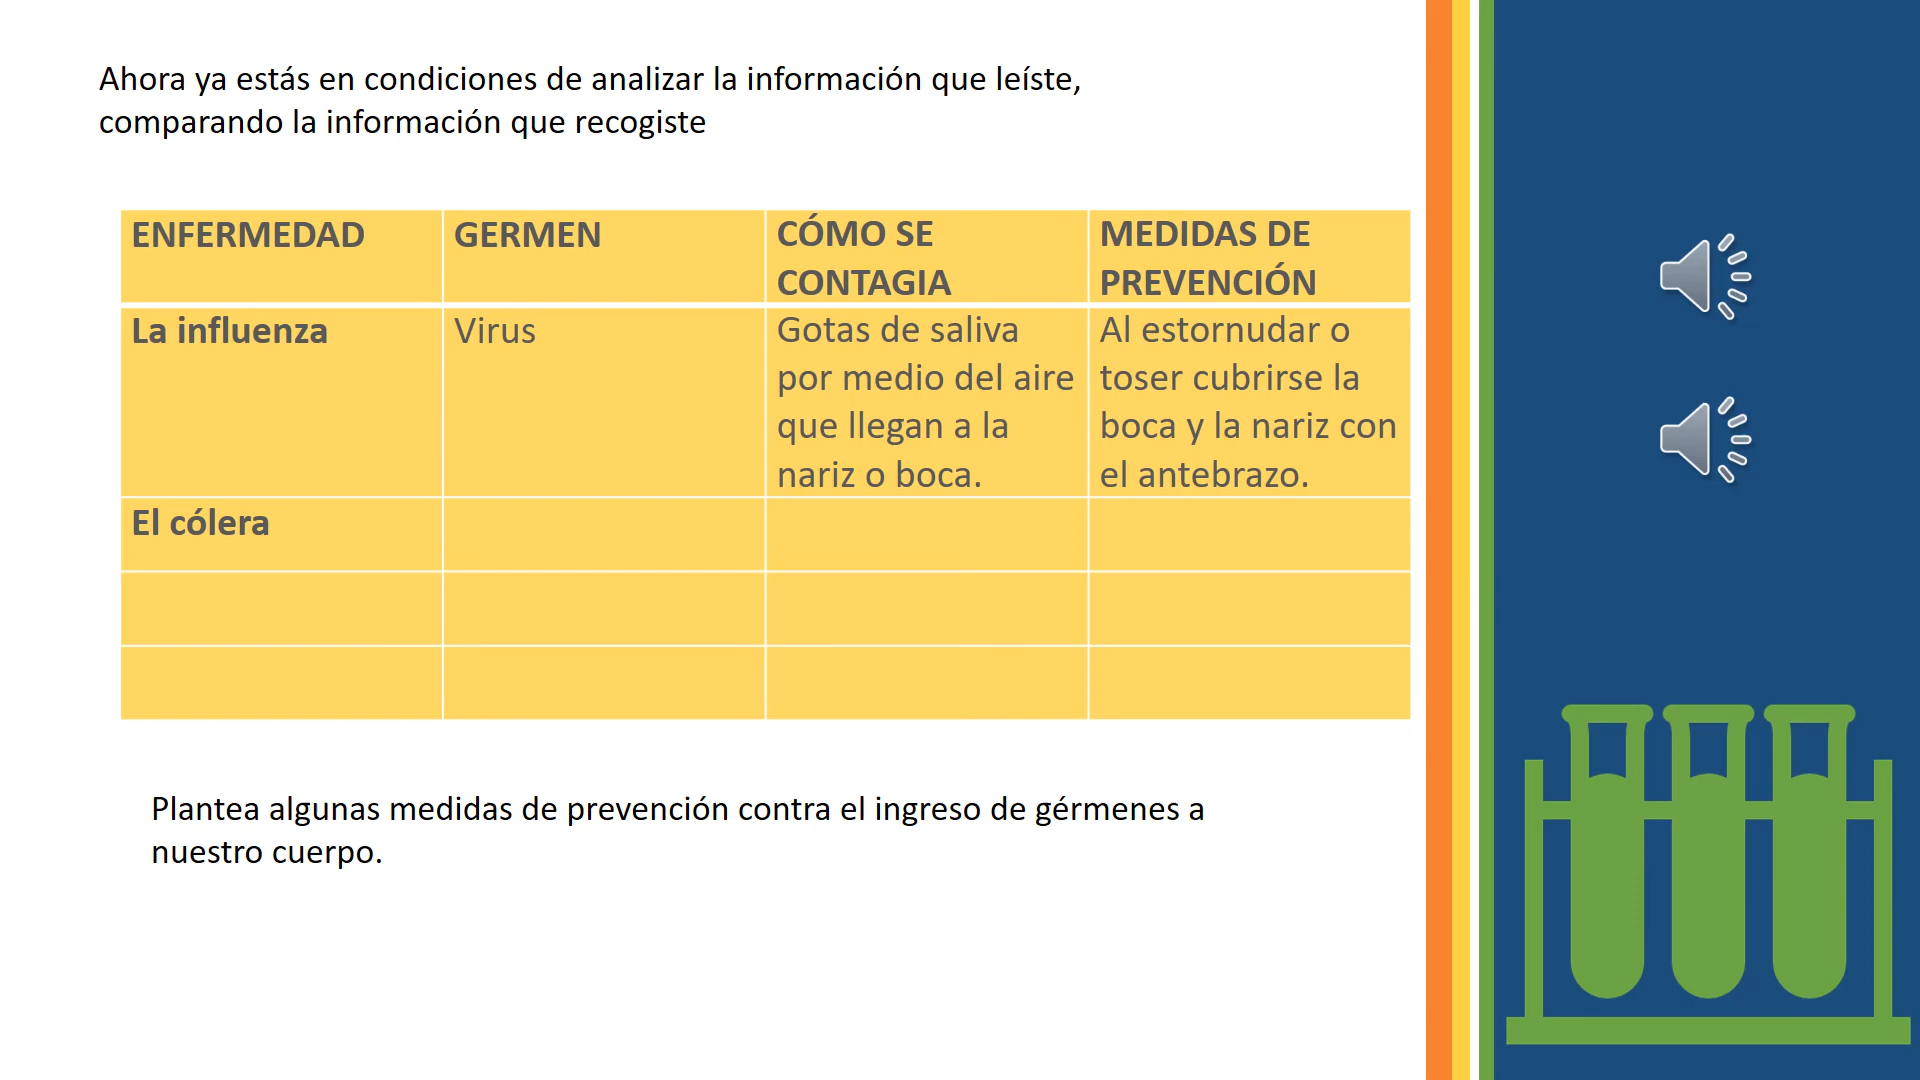 Ahora ya estás en condiciones de analizar la información que leíste,
comparando la información que recogiste
ENFERMEDAD
GERMEN
CÓMO SE
CONTAGIA
MEDIDAS DE
PREVENCIÓN
La influenza
Virus
Gotas de saliva
por medio del aire
que llegan a la
nariz o boca.
Al estornudar o
toser cubrirse la
boca y la nariz con
el antebrazo.
El cólera
Plantea algunas medidas de prevención contra el ingreso de gérmenes a
nuestro cuerpo.